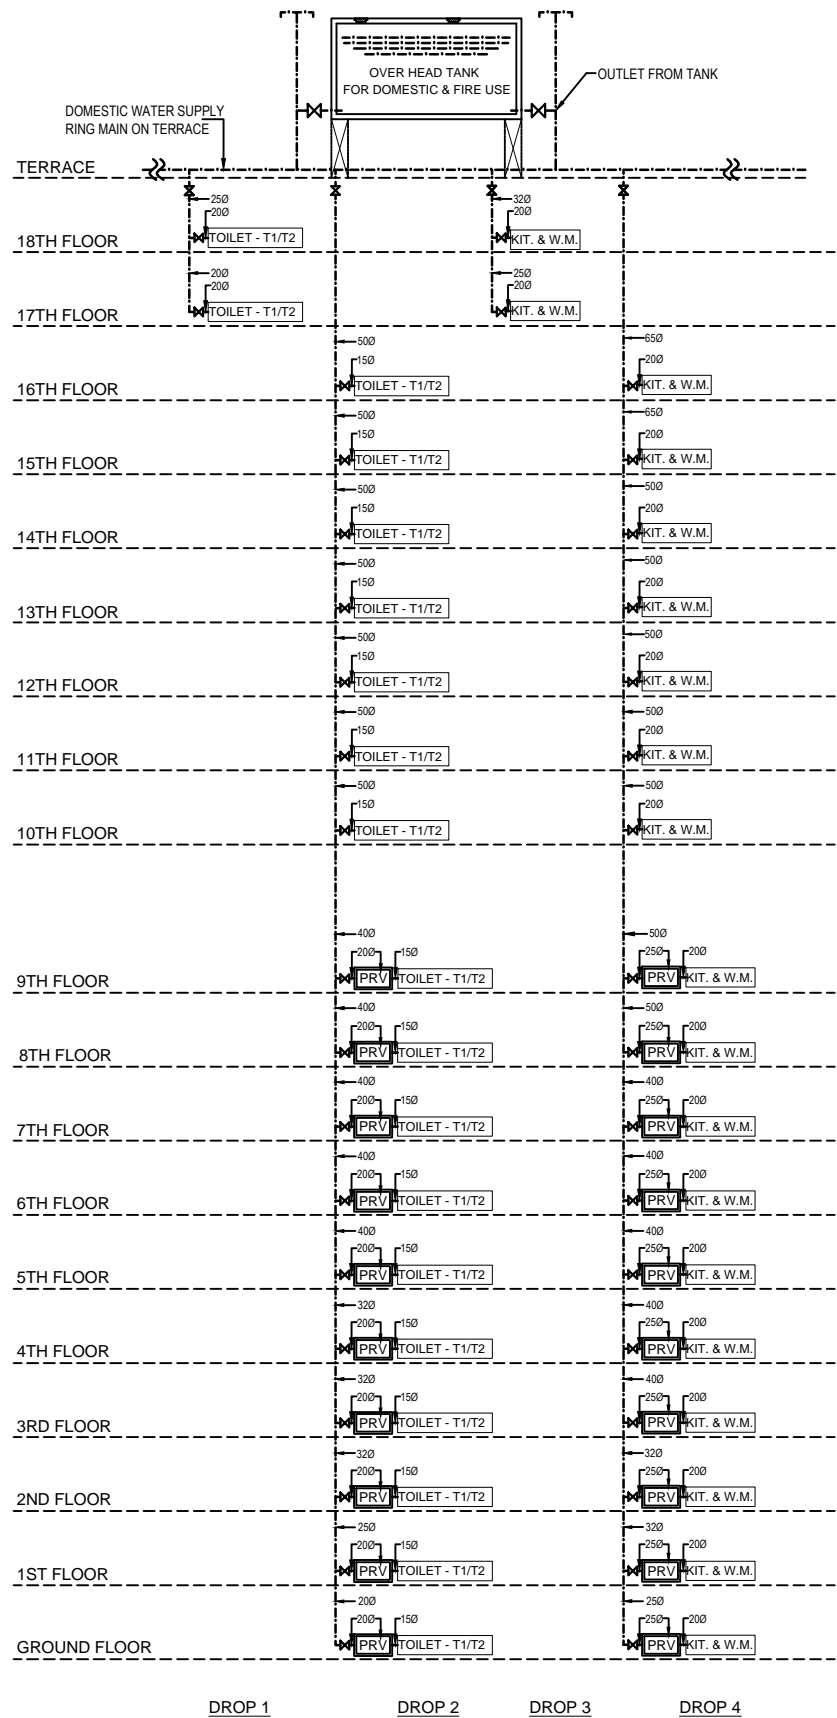 OVER HEAD TANK
FOR DOMESTIC & FIRE USE
OUTLET FROM TANK
DOMESTIC WATER SUPPLY
RING MAIN ON TERRACE
TERRACE
25Ø 32Ø
20Ø 20Ø
18TH FLOOR TOILET - T1/T2 KIT. & W.M.
20Ø 25Ø
20Ø 20Ø
17TH FLOOR TOILET - T1/T2 KIT. & W.M.
50Ø 65Ø
15Ø 20Ø
16TH FLOOR TOILET - T1/T2 KIT. & W.M.
50Ø 65Ø
15Ø 20Ø
15TH FLOOR TOILET - T1/T2 KIT. & W.M.
50Ø 50Ø
15Ø 20Ø
14TH FLOOR TOILET - T1/T2 KIT. & W.M.
50Ø 50Ø
15Ø 20Ø
13TH FLOOR TOILET - T1/T2 KIT. & W.M.
50Ø 50Ø
15Ø 20Ø
12TH FLOOR TOILET - T1/T2 KIT. & W.M.
50Ø 50Ø
15Ø 20Ø
11TH FLOOR TOILET - T1/T2 KIT. & W.M.
50Ø 50Ø
15Ø 20Ø
10TH FLOOR TOILET - T1/T2 KIT. & W.M.
40Ø 50Ø
20Ø 15Ø 25Ø 20Ø
9TH FLOOR PRV TOILET - T1/T2 PRV KIT. & W.M.
40Ø 50Ø
20Ø 15Ø 25Ø 20Ø
8TH FLOOR PRV TOILET - T1/T2 PRV KIT. & W.M.
40Ø 40Ø
20Ø 15Ø 25Ø 20Ø
7TH FLOOR PRV TOILET - T1/T2 PRV KIT. & W.M.
40Ø 40Ø
20Ø 15Ø 25Ø 20Ø
6TH FLOOR PRV TOILET - T1/T2 PRV KIT. & W.M.
40Ø 40Ø
20Ø 15Ø 25Ø 20Ø
5TH FLOOR PRV TOILET - T1/T2 PRV KIT. & W.M.
32Ø 40Ø
20Ø 15Ø 25Ø 20Ø
4TH FLOOR PRV TOILET - T1/T2 PRV KIT. & W.M.
32Ø 40Ø
20Ø 15Ø 25Ø 20Ø
3RD FLOOR PRV TOILET - T1/T2 PRV KIT. & W.M.
32Ø 32Ø
20Ø 15Ø 25Ø 20Ø
2ND FLOOR PRV TOILET - T1/T2 PRV KIT. & W.M.
25Ø 32Ø
20Ø 15Ø 25Ø 20Ø
1ST FLOOR PRV TOILET - T1/T2 PRV KIT. & W.M.
20Ø 25Ø
20Ø 15Ø 25Ø 20Ø
GROUND FLOOR PRV TOILET - T1/T2 PRV KIT. & W.M.
DROP 1 DROP 2 DROP 3 DROP 4